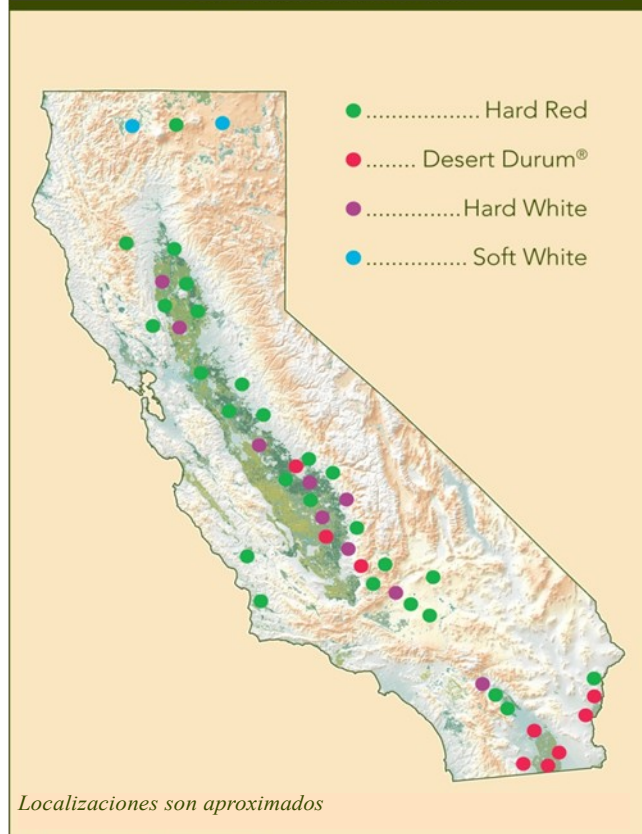 .................. Hard Red
........ Desert Durum®
...............Hard White
................ Soft White
Localizaciones son aproximados